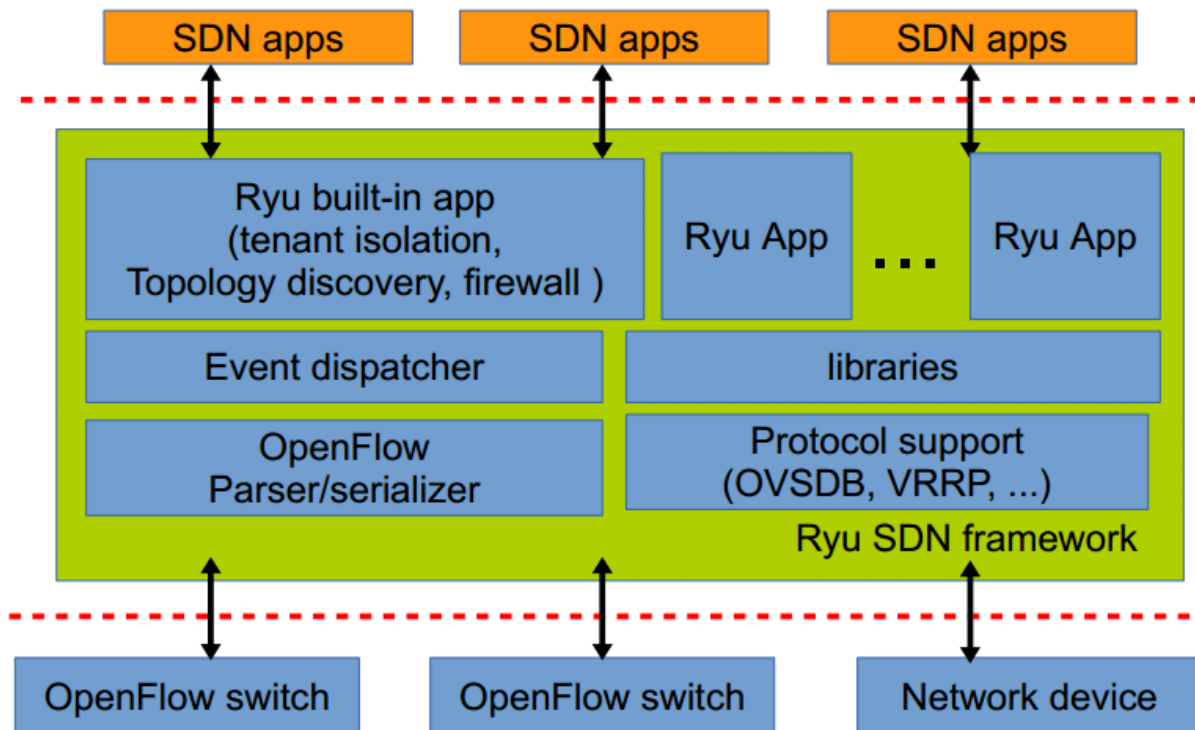 SDN apps
SDN apps
SDN apps
Ryu built-in app
(tenant isolation,
Topology discovery, firewall )
Ryu App
...
Ryu App
Event dispatcher
libraries
OpenFlow
Parser/serializer
Protocol support
(OVSDB, VRRP, ...)
Ryu SDN framework
OpenFlow switch
OpenFlow switch
Network device